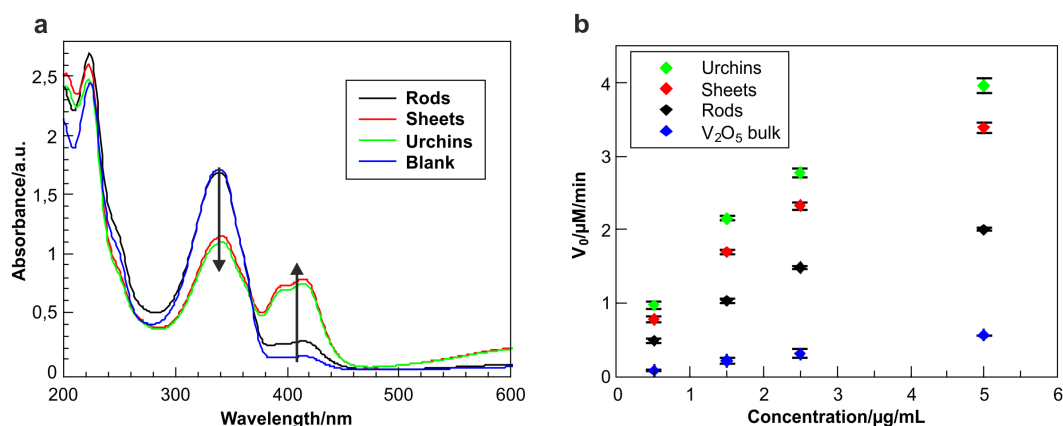 a
Absorbance/a.u.
2,5
2
1,5
1
0,5
0
200
300
400
500
600
Wavelength/nm
Rods
Sheets
Urchins
Blank
b
V₀/µM/min
4
3
2
1
0
0
1
2
3
4
5
6
Concentration/µg/mL
Urchins
Sheets
Rods
V₂O₅ bulk